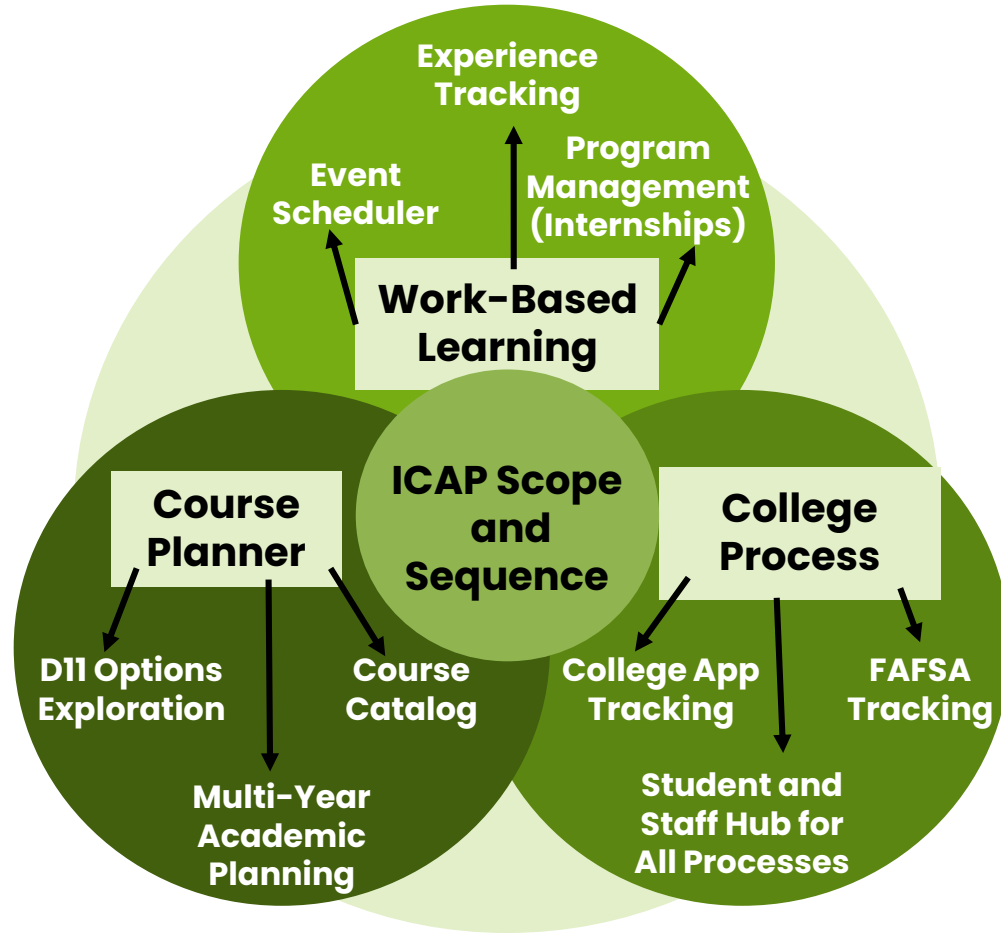 Experience
Tracking
Event
Scheduler
Program
Management
(Internships)
Work-Based
Learning
ICAP Scope
and
Sequence
Course
Planner
D11 Options
Exploration
Course
Catalog
Multi-Year
Academic
Planning
College
Process
College App
Tracking
FAFSA
Tracking
Student and
Staff Hub for
All Processes